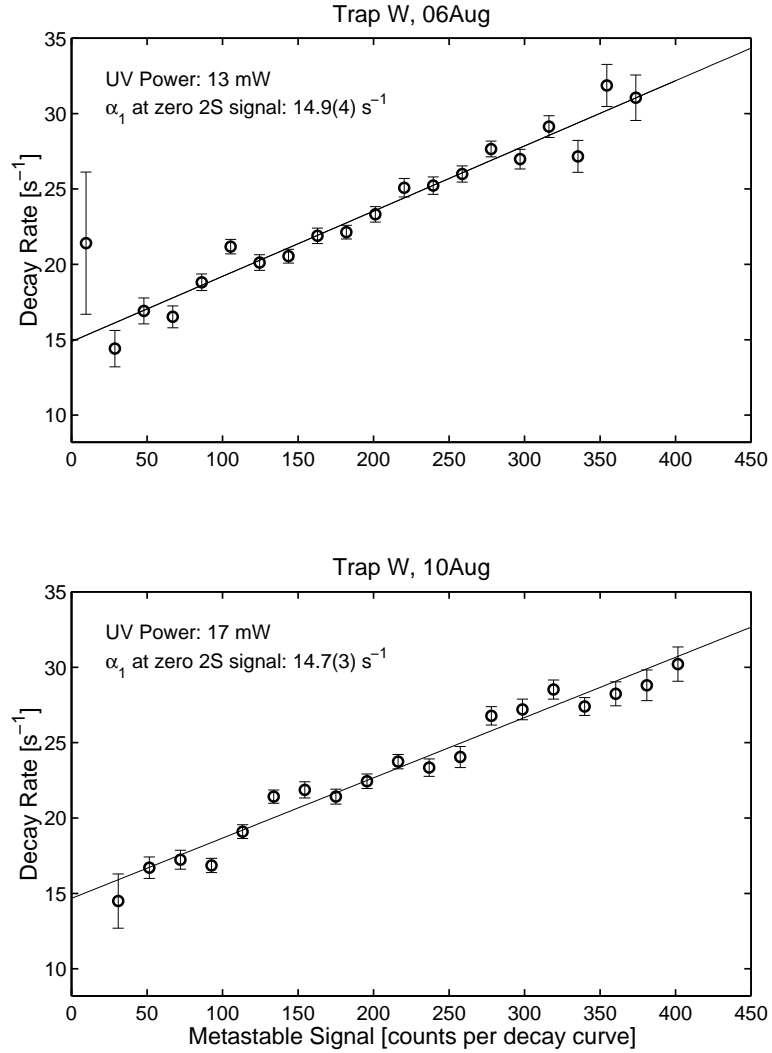 Trap W, 06Aug
35
30
25
20
15
10
Decay Rate [s⁻¹]
UV Power: 13 mW
α₁ at zero 2S signal: 14.9(4) s⁻¹
0 50 100 150 200 250 300 350 400 450
Trap W, 10Aug
35
30
25
20
15
10
Decay Rate [s⁻¹]
UV Power: 17 mW
α₁ at zero 2S signal: 14.7(3) s⁻¹
0 50 100 150 200 250 300 350 400 450
Metastable Signal [counts per decay curve]